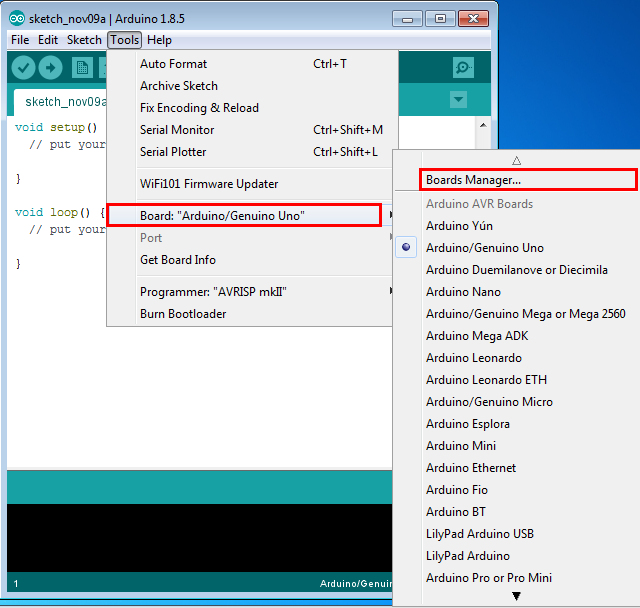 sketch_nov09a | Arduino 1.8.5
File Edit Sketch Tools Help
sketch_nov09a
void setup()
// put your
}
void loop() {
// put your
}
Auto Format Ctrl+T
Archive Sketch
Fix Encoding & Reload
Serial Monitor Ctrl+Shift+M
Serial Plotter Ctrl+Shift+L
WiFi101 Firmware Updater
Board: "Arduino/Genuino Uno"
Port
Get Board Info
Programmer: "AVRISP mkII"
Burn Bootloader
Boards Manager...
Arduino AVR Boards
Arduino Yún
Arduino/Genuino Uno
Arduino Duemilanove or Diecimila
Arduino Nano
Arduino/Genuino Mega or Mega 2560
Arduino Mega ADK
Arduino Leonardo
Arduino Leonardo ETH
Arduino/Genuino Micro
Arduino Esplora
Arduino Mini
Arduino Ethernet
Arduino Fio
Arduino BT
LilyPad Arduino USB
LilyPad Arduino
Arduino Pro or Pro Mini
1 Arduino/Genuin